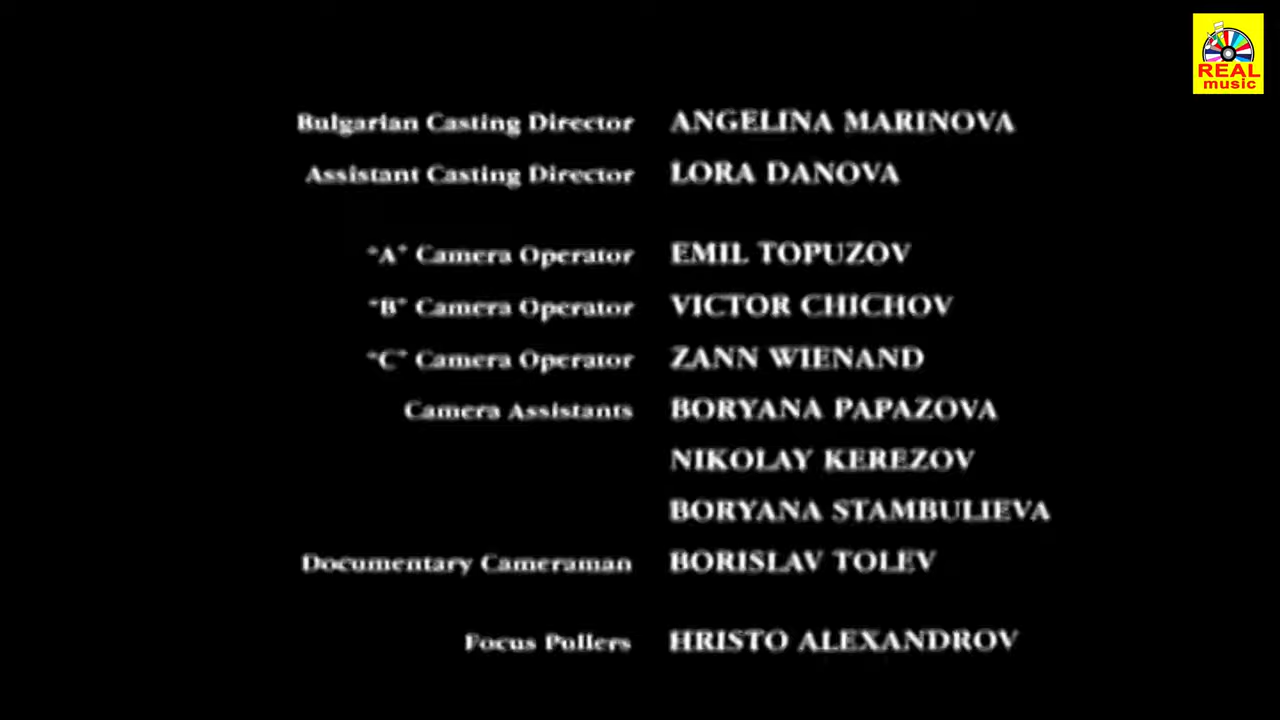 REAL
music
Bulgarian Casting Director ANGELINA MARINOVA
Assistant Casting Director LORA DANOVA
"A" Camera Operator EMIL TOPUZOV
"B" Camera Operator VICTOR CHICHOV
"C" Camera Operator ZANN WIENAND
Camera Assistants BORYANA PAPAZOVA
NIKOLAY KEREZOV
BORYANA STAMBULIEVA
Documentary Cameraman BORISLAV TOLEV
Focus Pullers HRISTO ALEXANDROV